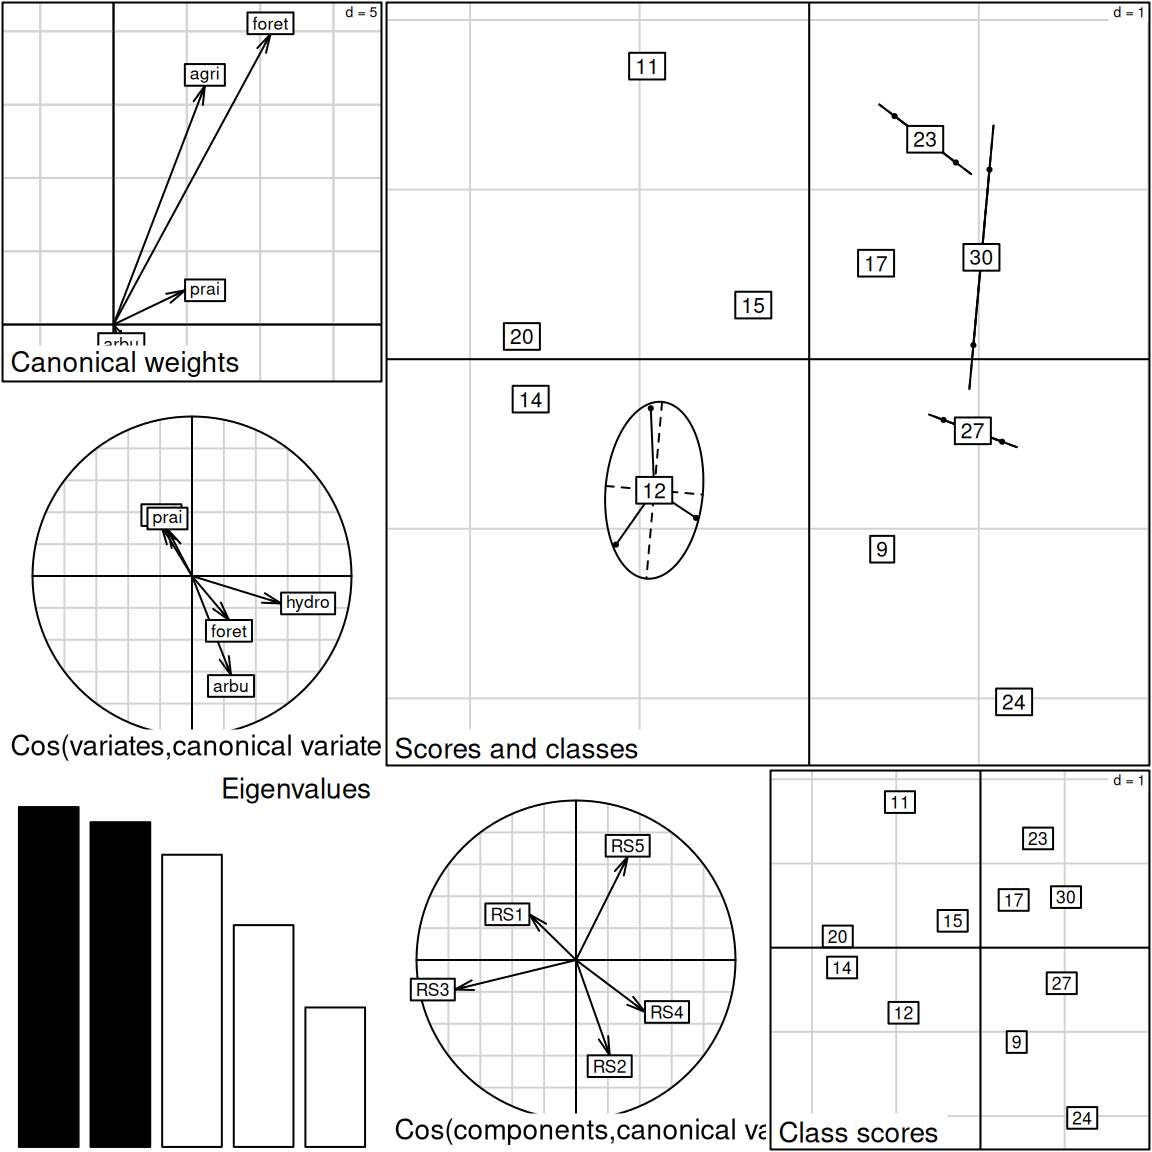 d = 5
foret
agri
prai
arbu
Canonical weights
d = 1
11
23
30
17
15
20
14
27
12
9
24
Scores and classes
prai
hydro
foret
arbu
Cos(variates,canonical variate
Eigenvalues
RS5
RS1
RS3
RS4
RS2
Cos(components,canonical va
d = 1
11
23
17
30
15
20
14
27
12
9
24
Class scores